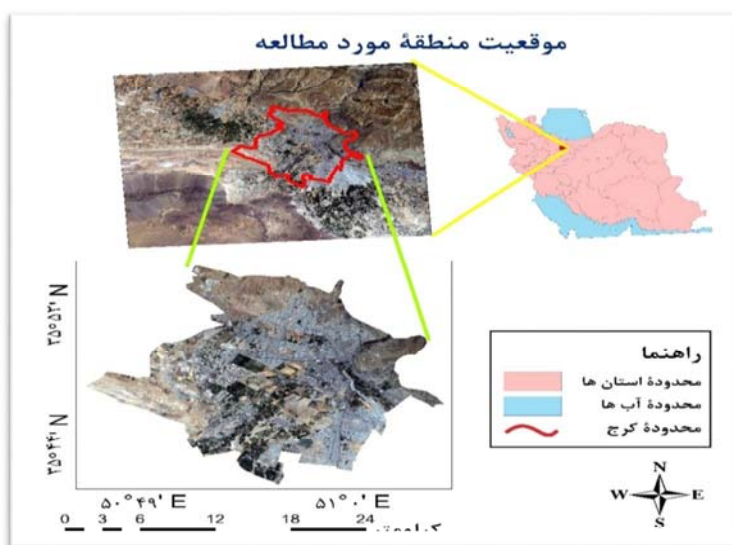 موقعیت منطقهٔ مورد مطالعه
۳۵°۵۲' N
۳۵°۴۴' N
۵۰°۴۹' E
۵۱°۰' E
0 3 6 12 18 24
کیلومتر
راهنما
محدودهٔ استان ها
محدودهٔ آب ها
محدودهٔ کرج
N
W E
S